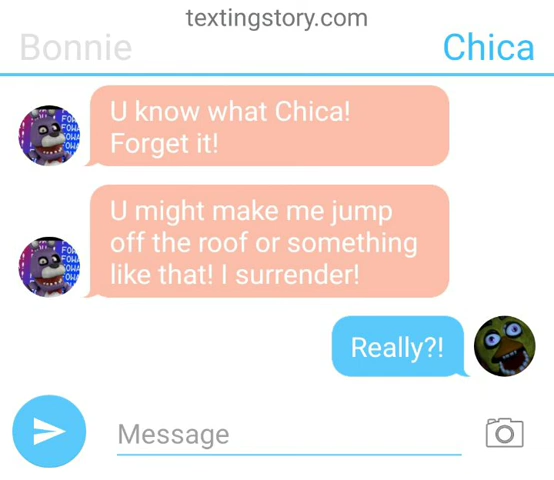 textingstory.com
Bonnie
Chica
U know what Chica!
Forget it!
U might make me jump
off the roof or something
like that! I surrender!
Really?!
Message